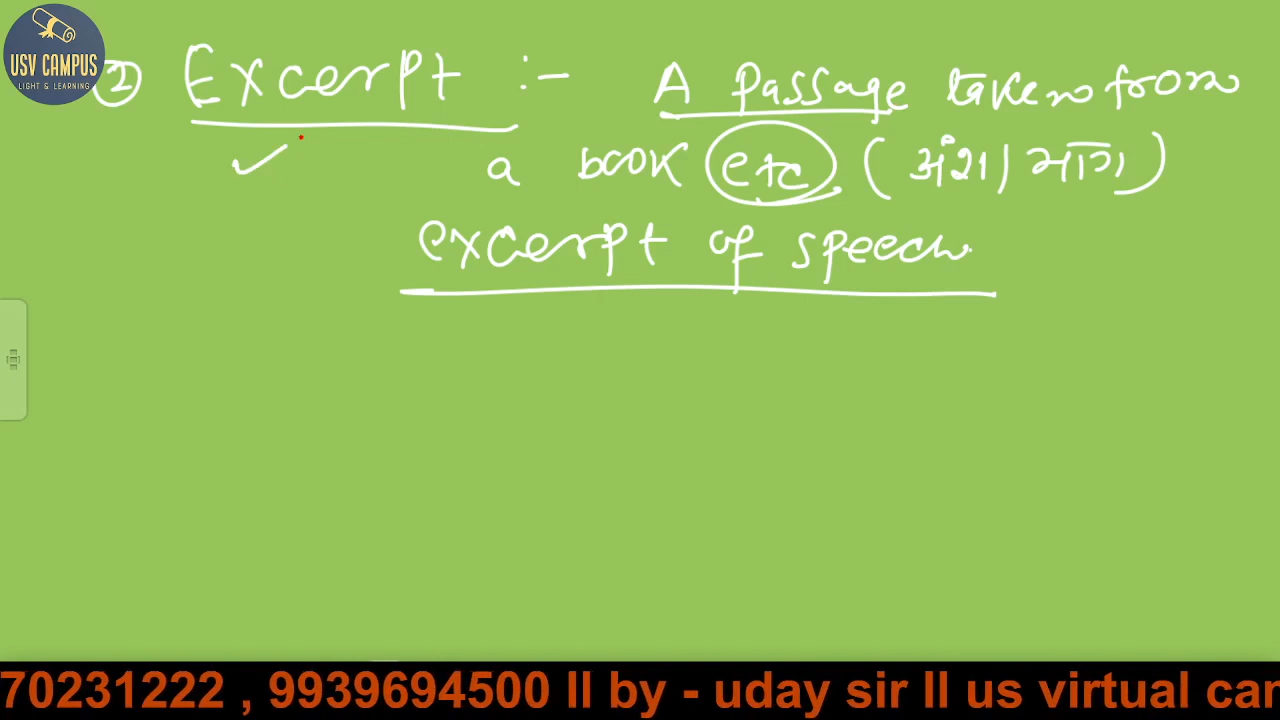 USV CAMPUS
LIGHT & LEARNING
② Excerpt :- A passage taken from
a book etc (अंश/भाग)
excerpt of speech
70231222 , 9939694500 ll by - uday sir ll us virtual can